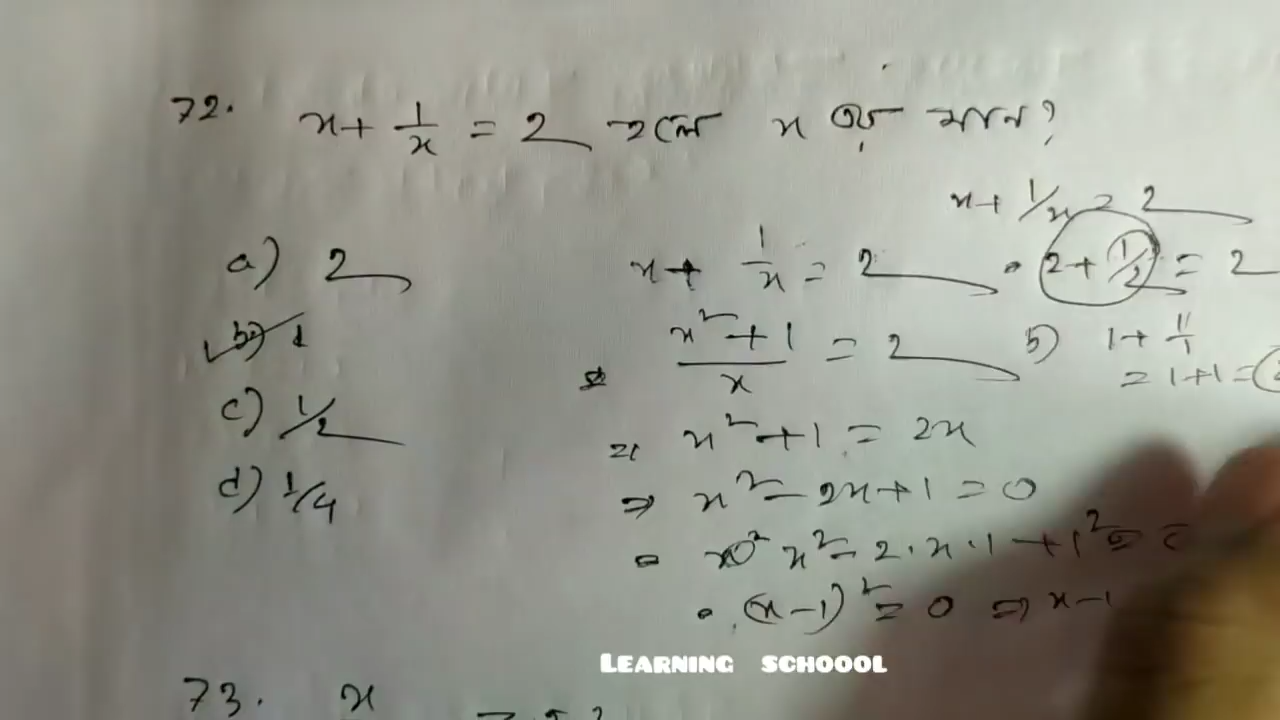 72. x + 1/x = 2 হলে x এর মান?
a) 2
b) 1
c) 1/2
d) 1/4
x + 1/x = 2
x + 1/x = 2
(x² + 1)/x = 2
⇒ x² + 1 = 2x
⇒ x² - 2x + 1 = 0
x² - 2·x·1 + 1² =
(x-1)² = 0 ⇒ x-1
2 + 1/2 = 2
b) 1 + 1/1
= 1+1 =
LEARNING SCHOOOL
73. x